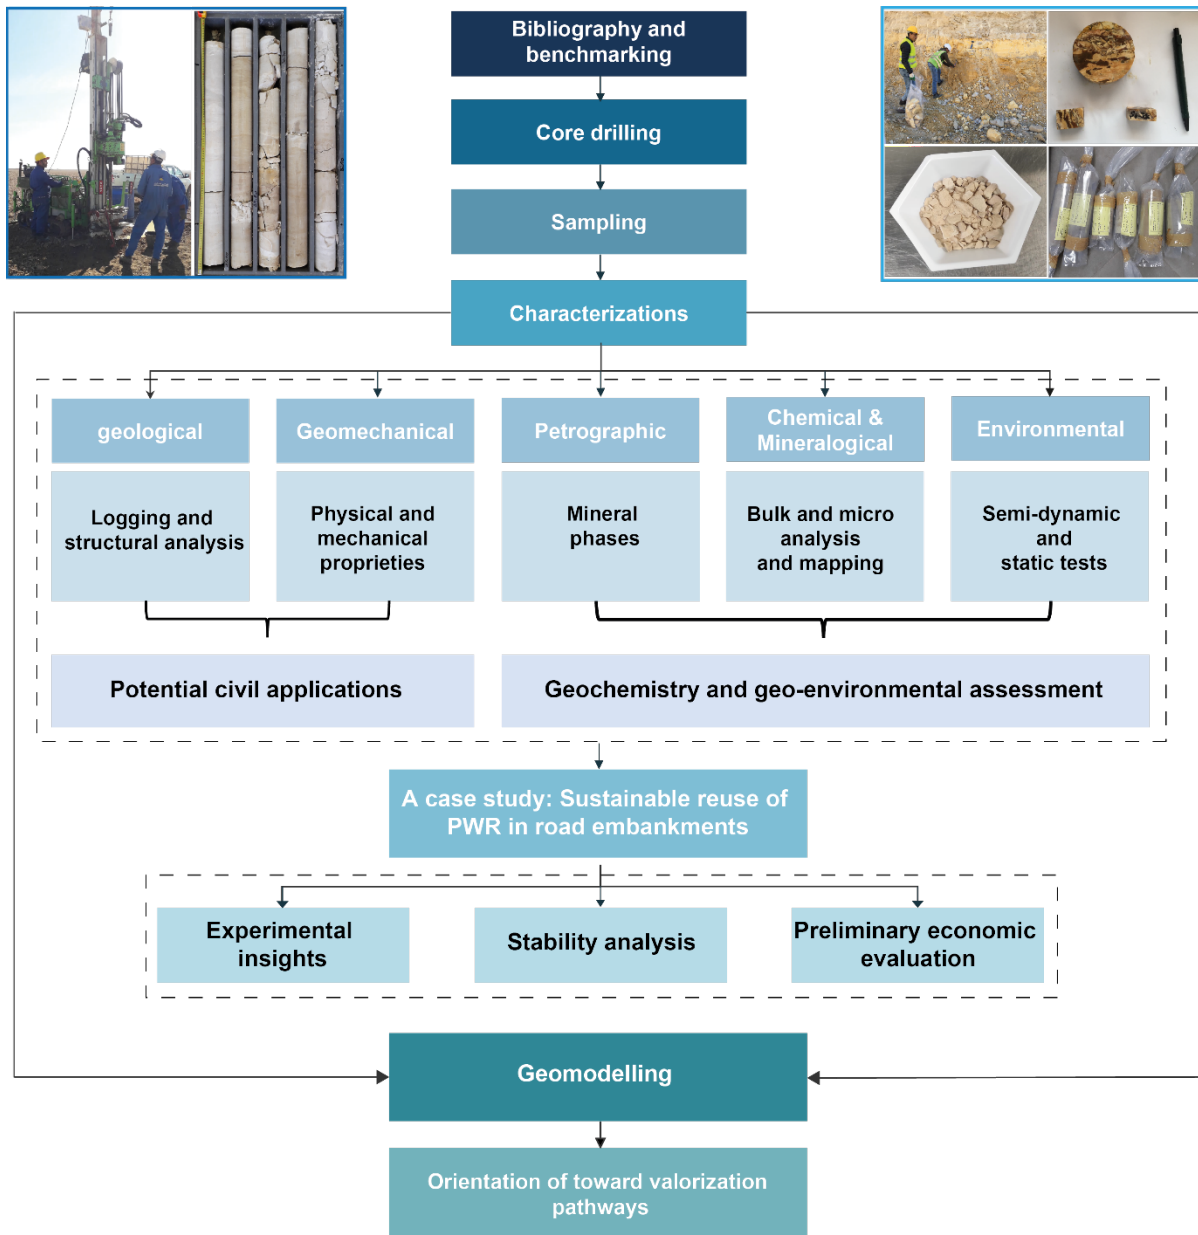 Bibliography and
benchmarking
Core drilling
Sampling
Characterizations
geological
Geomechanical
Petrographic
Chemical &
Mineralogical
Environmental
Logging and
structural analysis
Physical and
mechanical
proprieties
Mineral
phases
Bulk and micro
analysis
and mapping
Semi-dynamic
and
static tests
Potential civil applications
Geochemistry and geo-environmental assessment
A case study: Sustainable reuse of
PWR in road embankments
Experimental
insights
Stability analysis
Preliminary economic
evaluation
Geomodelling
Orientation of toward valorization
pathways